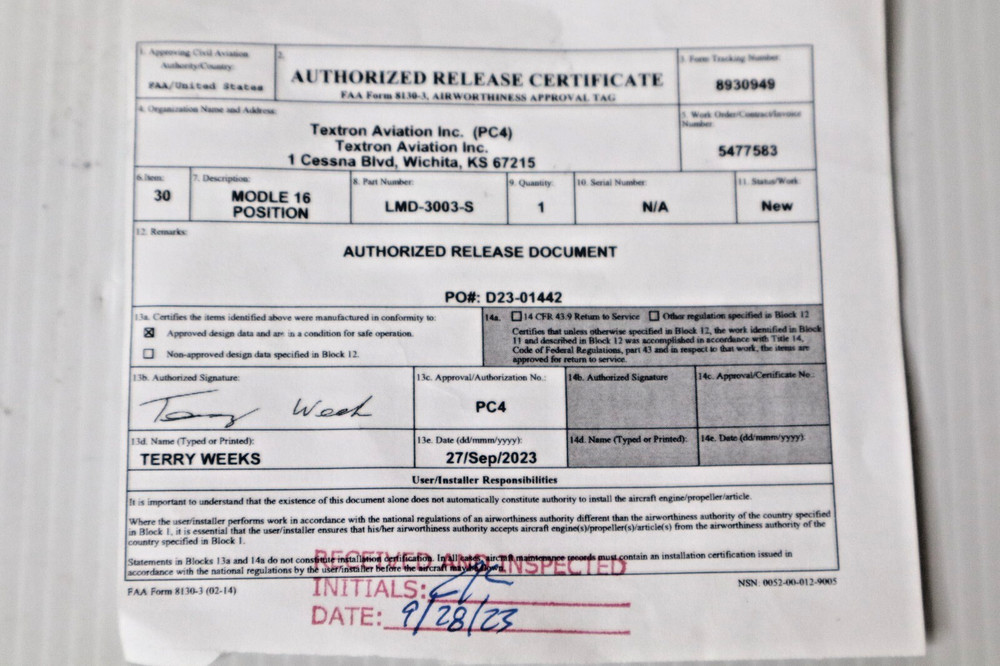 1. Approving Civil Aviation
Authority/Country:
FAA/United States
2.
AUTHORIZED RELEASE CERTIFICATE
FAA Form 8130-3, AIRWORTHINESS APPROVAL TAG
3. Form Tracking Number
8930949
4. Organization Name and Address:
Textron Aviation Inc. (PC4)
Textron Aviation Inc.
1 Cessna Blvd, Wichita, KS 67215
5. Work Order/Contract/Invoice
Number:
5477583
6. Item:
30
7. Description:
MODLE 16
POSITION
8. Part Number:
LMD-3003-S
9. Quantity:
1
10. Serial Number:
N/A
11. Status/Work:
New
12. Remarks:
AUTHORIZED RELEASE DOCUMENT
PO#: D23-01442
13a. Certifies the items identified above were manufactured in conformity to:
Approved design data and are in a condition for safe operation.
Non-approved design data specified in Block 12.
14a. 14 CFR 43.9 Return to Service Other regulation specified in Block 12
Certifies that unless otherwise specified in Block 12, the work identified in Block
11 and described in Block 12 was accomplished in accordance with Title 14,
Code of Federal Regulations, part 43 and in respect to that work, the items are
approved for return to service.
13b. Authorized Signature:
Terry Weeks
13c. Approval/Authorization No.:
PC4
14b. Authorized Signature
14c. Approval/Certificate No.:
13d. Name (Typed or Printed):
TERRY WEEKS
13e. Date (dd/mmm/yyyy):
27/Sep/2023
14d. Name (Typed or Printed):
14e. Date (dd/mmm/yyyy):
User/Installer Responsibilities
It is important to understand that the existence of this document alone does not automatically constitute authority to install the aircraft engine/propeller/article.
Where the user/installer performs work in accordance with the national regulations of an airworthiness authority different than the airworthiness authority of the country specified
in Block 1, it is essential that the user/installer ensures that his/her airworthiness authority accepts aircraft engine(s)/propeller(s)/article(s) from the airworthiness authority of the
country specified in Block 1.
Statements in Blocks 13a and 14a do not constitute installation certification. In all cases, aircraft maintenance records must contain an installation certification issued in
accordance with the national regulations by the user/installer before the aircraft may be flown.
FAA Form 8130-3 (02-14)
NSN: 0052-00-012-9005
RECEIVED AND INSPECTED
INITIALS:
DATE: 9/28/23